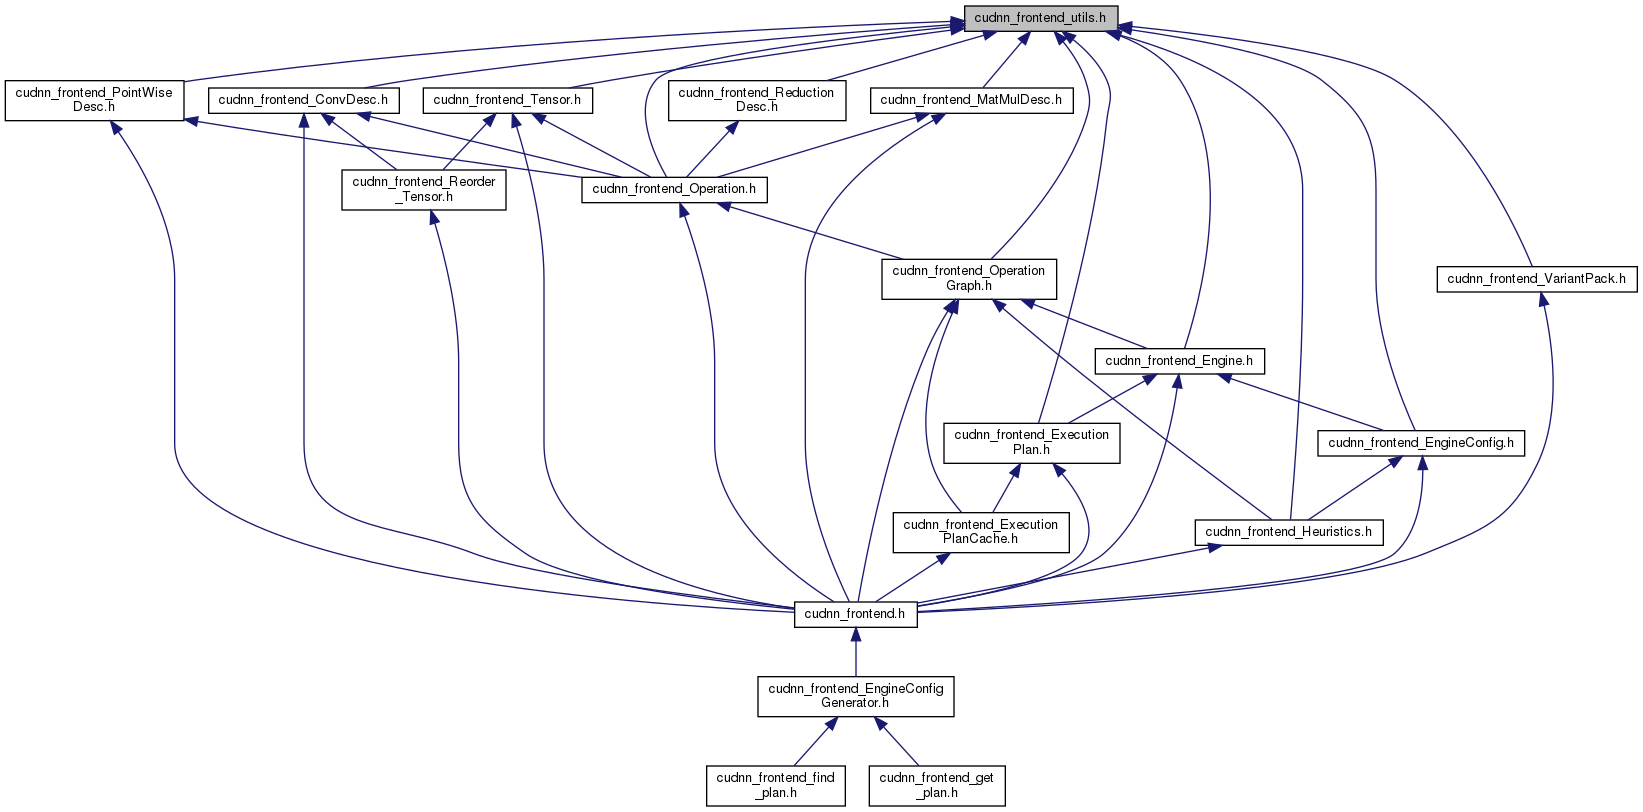 cudnn_frontend_utils.h
cudnn_frontend_PointWise
Desc.h
cudnn_frontend_ConvDesc.h
cudnn_frontend_Tensor.h
cudnn_frontend_Reduction
Desc.h
cudnn_frontend_MatMulDesc.h
cudnn_frontend_Reorder
_Tensor.h
cudnn_frontend_Operation.h
cudnn_frontend_Operation
Graph.h
cudnn_frontend_VariantPack.h
cudnn_frontend_Engine.h
cudnn_frontend_Execution
Plan.h
cudnn_frontend_EngineConfig.h
cudnn_frontend_Execution
PlanCache.h
cudnn_frontend_Heuristics.h
cudnn_frontend.h
cudnn_frontend_EngineConfig
Generator.h
cudnn_frontend_find
_plan.h
cudnn_frontend_get
_plan.h